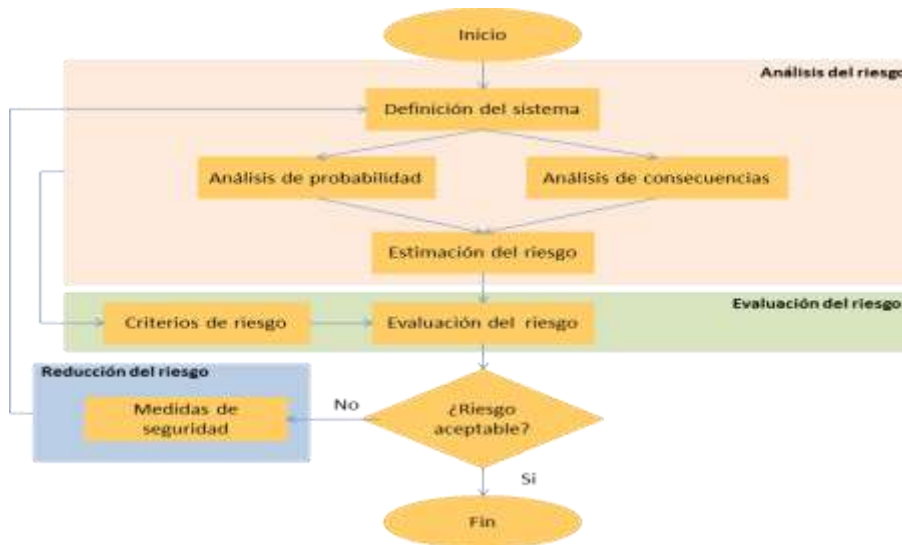 Inicio
Análisis del riesgo
Definición del sistema
Análisis de probabilidad
Análisis de consecuencias
Estimación del riesgo
Evaluación del riesgo
Criterios de riesgo
Evaluación del riesgo
Reducción del riesgo
Medidas de
seguridad
No
¿Riesgo
aceptable?
Si
Fin